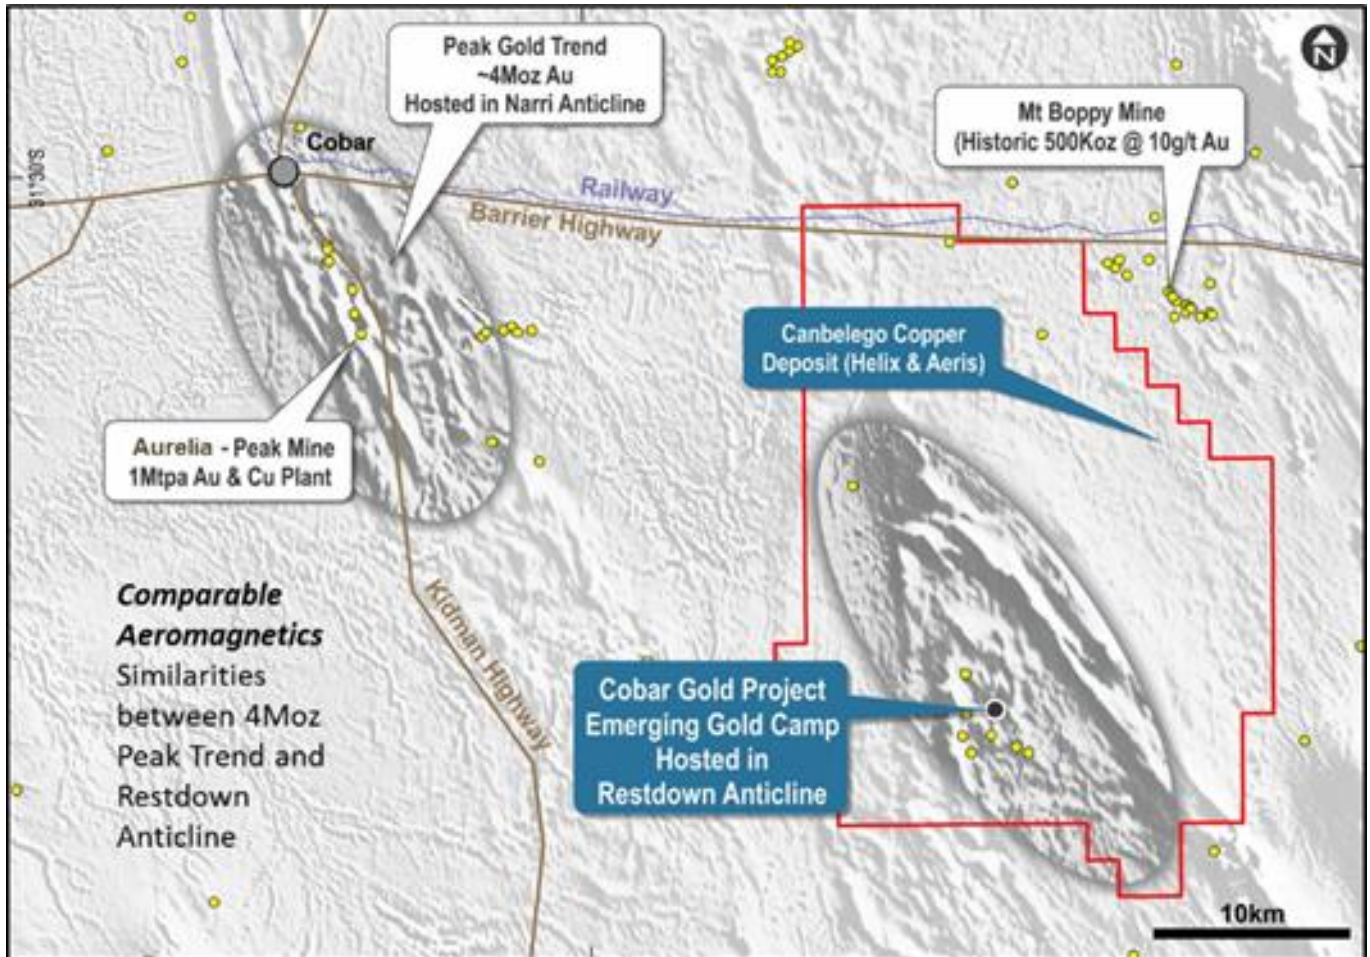 Peak Gold Trend
~4Moz Au
Hosted in Narri Anticline
N
Mt Boppy Mine
(Historic 500Koz @ 10g/t Au
Cobar
31°30'S
Railway
Barrier Highway
Canbelego Copper
Deposit (Helix & Aeris)
Aurelia - Peak Mine
1Mtpa Au & Cu Plant
Comparable
Aeromagnetics
Similarities
between 4Moz
Peak Trend and
Restdown
Anticline
Kidman Highway
Cobar Gold Project
Emerging Gold Camp
Hosted in
Restdown Anticline
10km